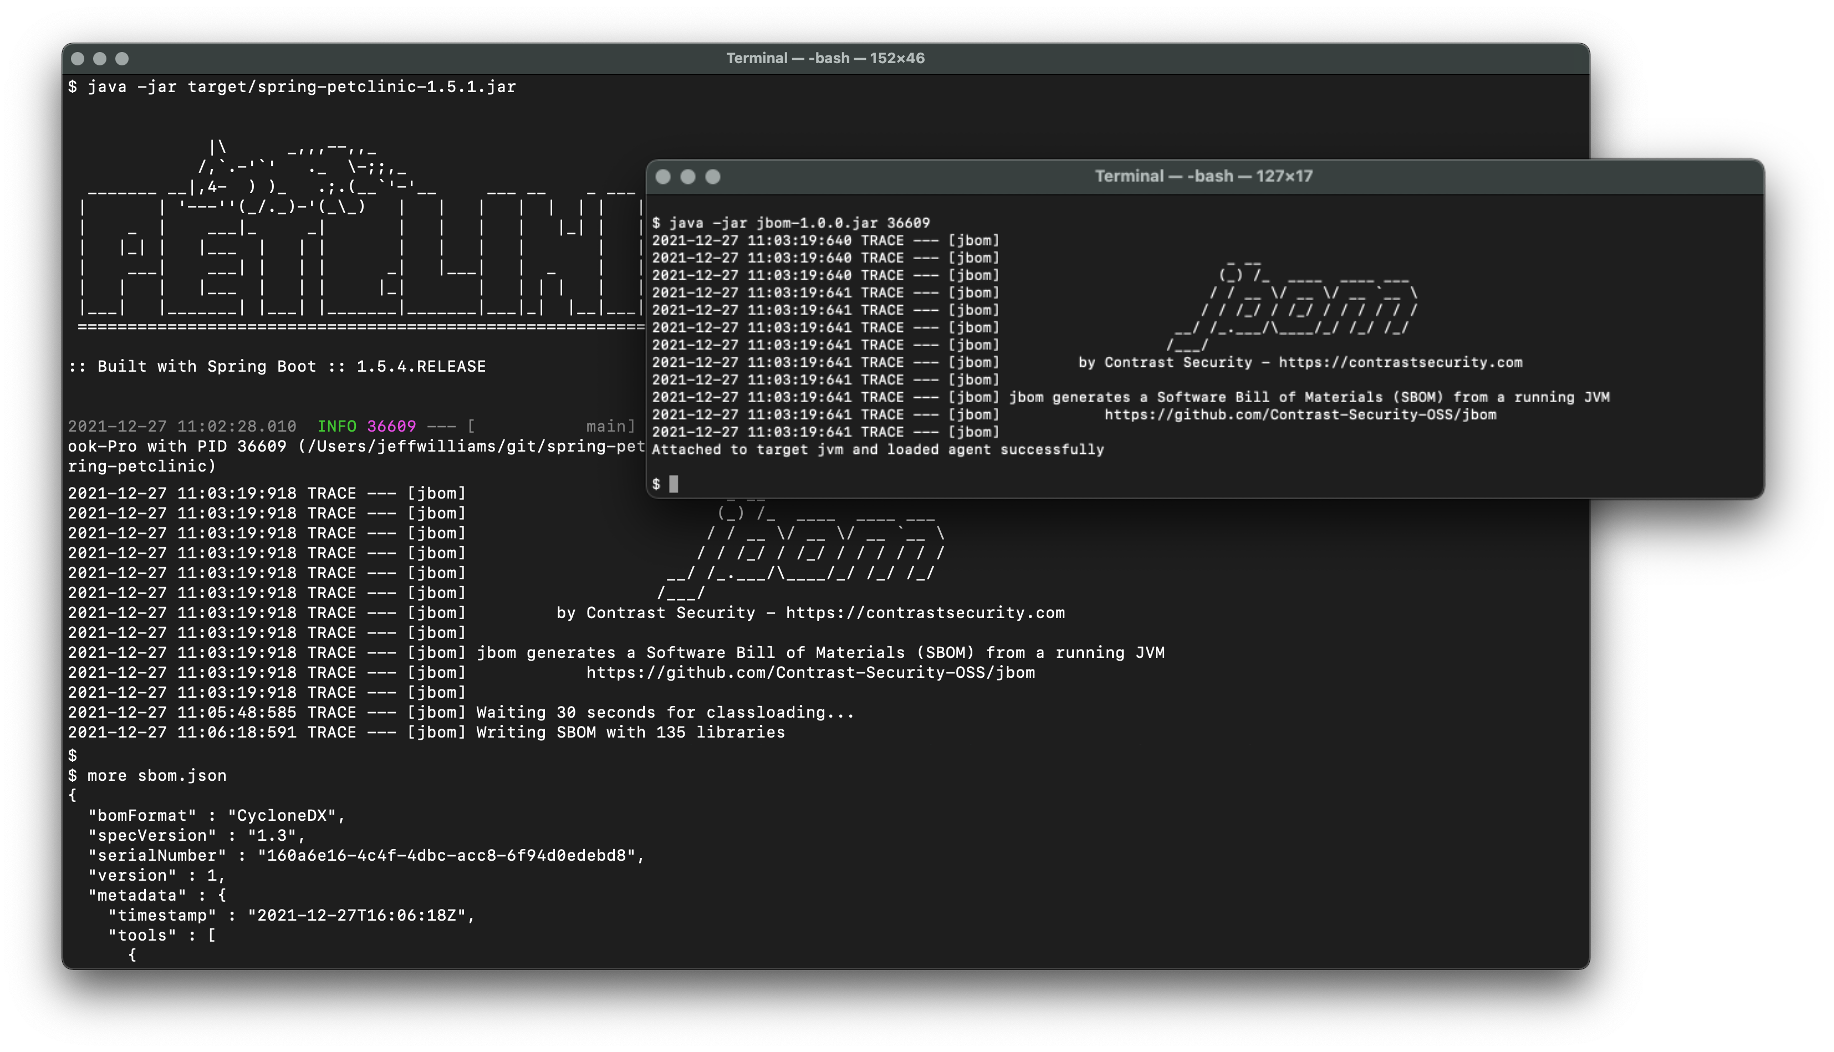 Terminal — -bash — 152×46
$ java -jar target/spring-petclinic-1.5.1.jar
:: Built with Spring Boot :: 1.5.4.RELEASE
2021-12-27 11:02:28.010  INFO 36609 --- [           main]
ook-Pro with PID 36609 (/Users/jeffwilliams/git/spring-pet
ring-petclinic)
2021-12-27 11:03:19:918 TRACE --- [jbom]
2021-12-27 11:03:19:918 TRACE --- [jbom]
2021-12-27 11:03:19:918 TRACE --- [jbom]
2021-12-27 11:03:19:918 TRACE --- [jbom]
2021-12-27 11:03:19:918 TRACE --- [jbom]
2021-12-27 11:03:19:918 TRACE --- [jbom]
2021-12-27 11:03:19:918 TRACE --- [jbom]         by Contrast Security - https://contrastsecurity.com
2021-12-27 11:03:19:918 TRACE --- [jbom]
2021-12-27 11:03:19:918 TRACE --- [jbom] jbom generates a Software Bill of Materials (SBOM) from a running JVM
2021-12-27 11:03:19:918 TRACE --- [jbom]            https://github.com/Contrast-Security-OSS/jbom
2021-12-27 11:03:19:918 TRACE --- [jbom]
2021-12-27 11:05:48:585 TRACE --- [jbom] Waiting 30 seconds for classloading...
2021-12-27 11:06:18:591 TRACE --- [jbom] Writing SBOM with 135 libraries
$
$ more sbom.json
{
  "bomFormat" : "CycloneDX",
  "specVersion" : "1.3",
  "serialNumber" : "160a6e16-4c4f-4dbc-acc8-6f94d0edebd8",
  "version" : 1,
  "metadata" : {
    "timestamp" : "2021-12-27T16:06:18Z",
    "tools" : [
      {
Terminal — -bash — 127×17
$ java -jar jbom-1.0.0.jar 36609
2021-12-27 11:03:19:640 TRACE --- [jbom]
2021-12-27 11:03:19:640 TRACE --- [jbom]
2021-12-27 11:03:19:640 TRACE --- [jbom]
2021-12-27 11:03:19:641 TRACE --- [jbom]
2021-12-27 11:03:19:641 TRACE --- [jbom]
2021-12-27 11:03:19:641 TRACE --- [jbom]
2021-12-27 11:03:19:641 TRACE --- [jbom]
2021-12-27 11:03:19:641 TRACE --- [jbom]         by Contrast Security - https://contrastsecurity.com
2021-12-27 11:03:19:641 TRACE --- [jbom]
2021-12-27 11:03:19:641 TRACE --- [jbom] jbom generates a Software Bill of Materials (SBOM) from a running JVM
2021-12-27 11:03:19:641 TRACE --- [jbom]            https://github.com/Contrast-Security-OSS/jbom
2021-12-27 11:03:19:641 TRACE --- [jbom]
Attached to target jvm and loaded agent successfully
$